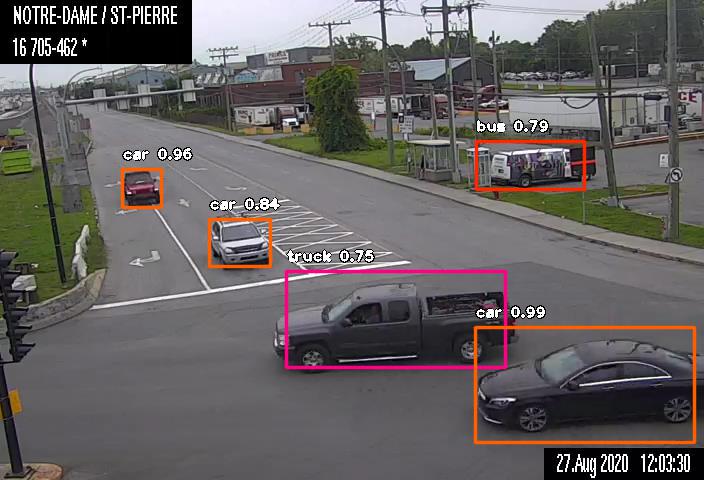 NOTRE-DAME / ST-PIERRE
16 705-462 *
bus 0.79
car 0.96
car 0.84
truck 0.75
car 0.99
27.Aug 2020 12:03:30